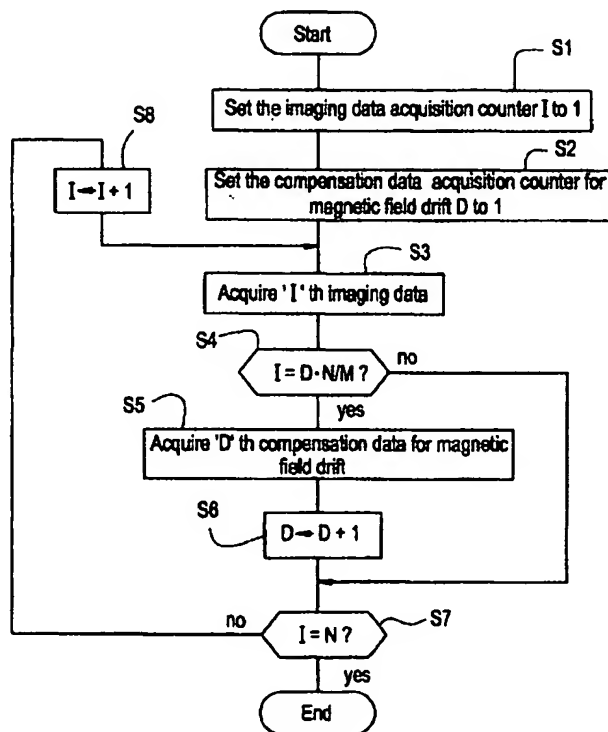 Start
S1
Set the imaging data acquisition counter I to 1
S2
Set the compensation data acquisition counter for
magnetic field drift D to 1
S8
I ← I + 1
S3
Acquire ' I ' th imaging data
S4
I = D · N/M ?
no
yes
S5
Acquire 'D' th compensation data for magnetic
field drift
S6
D ← D + 1
no
I = N ?
S7
yes
End